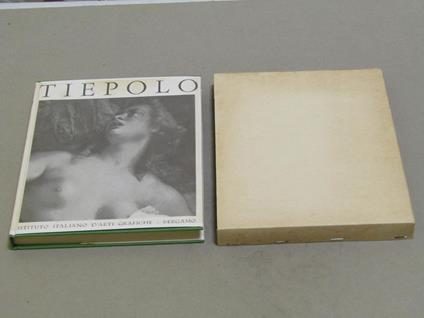 TIEPOLO
ISTITUTO ITALIANO D'ARTI GRAFICHE - BERGAMO